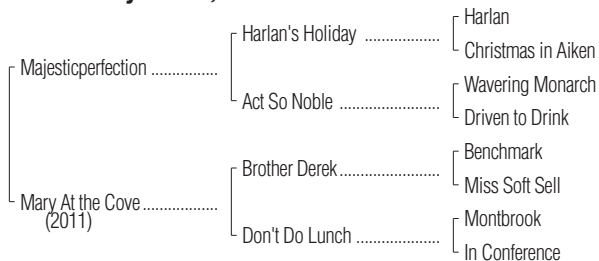 Harlan
Harlan's Holiday ..................
Christmas in Aiken
Majesticperfection ................
Wavering Monarch
Act So Noble ........................
Driven to Drink
Benchmark
Brother Derek ........................
Miss Soft Sell
Mary At the Cove ..................
(2011)
Montbrook
Don't Do Lunch ....................
In Conference